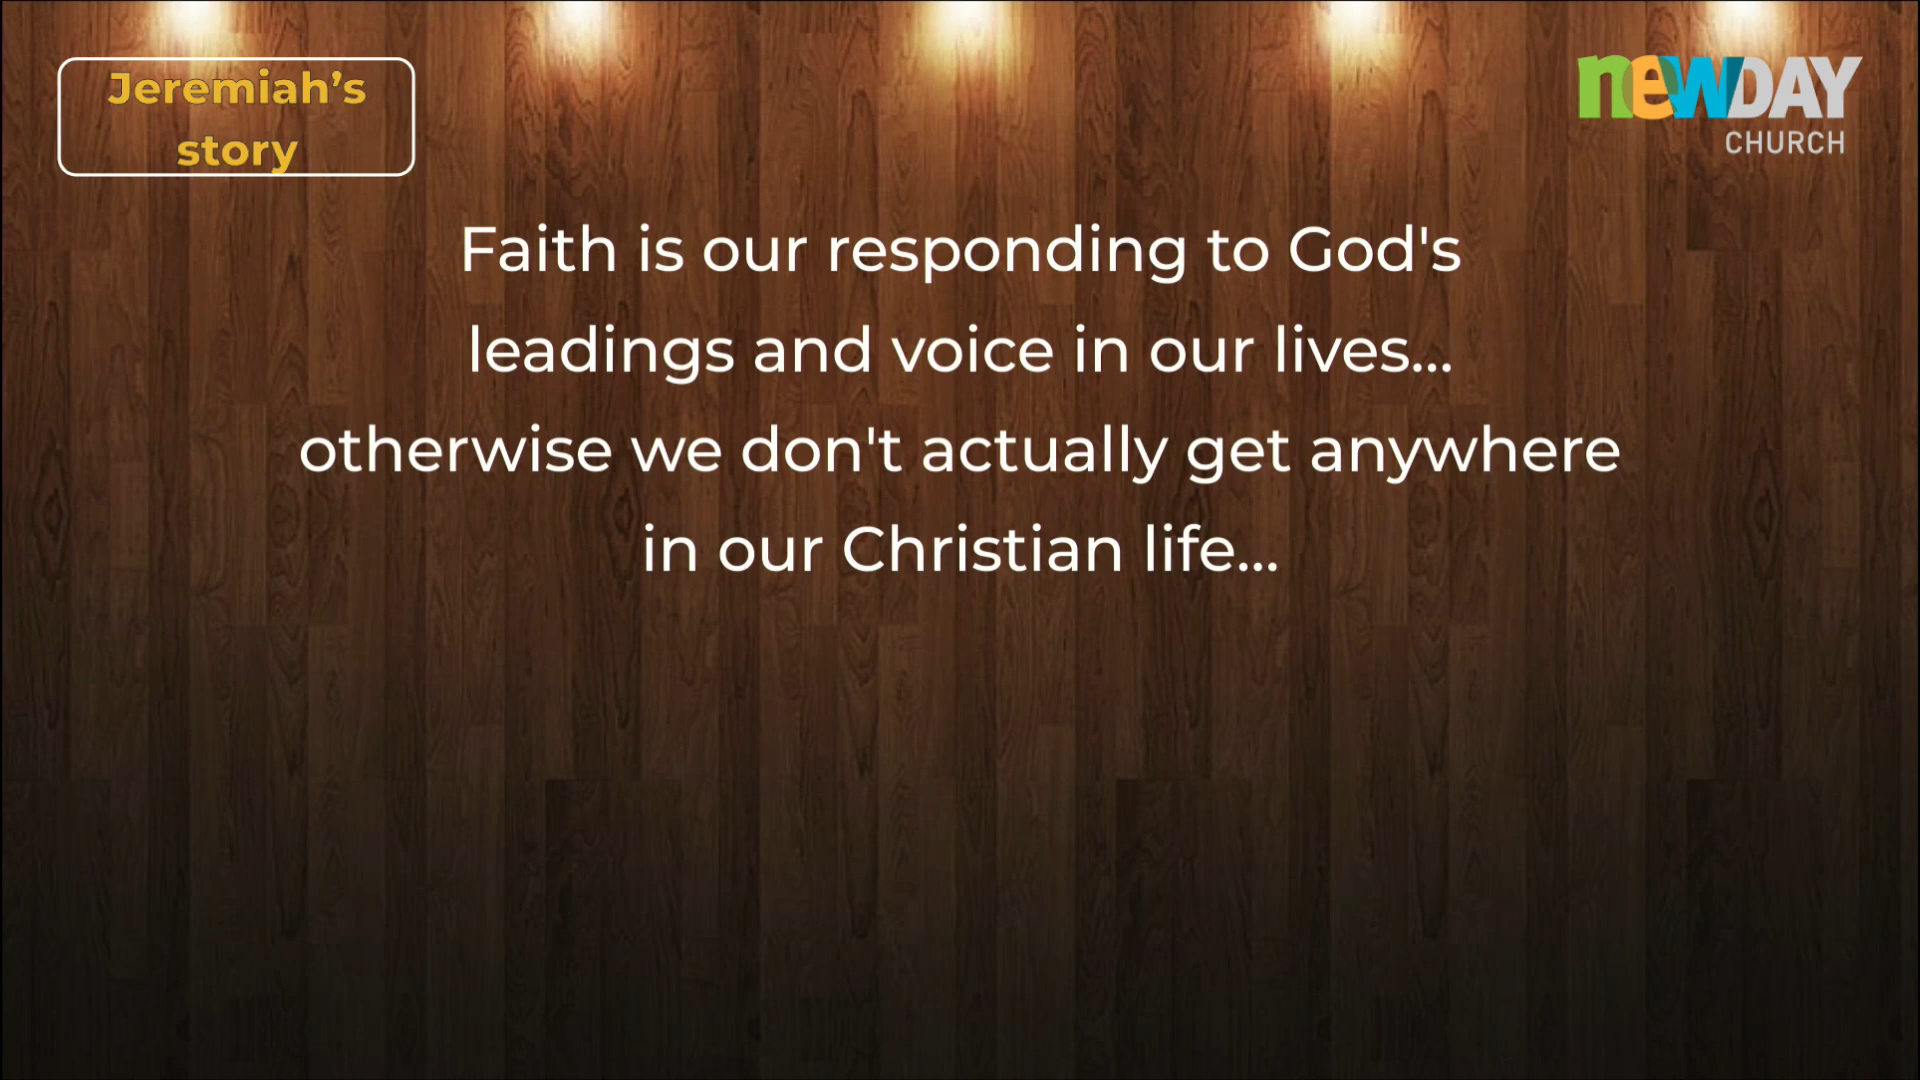 Jeremiah’s
story
newDAY
CHURCH
Faith is our responding to God's
leadings and voice in our lives...
otherwise we don't actually get anywhere
in our Christian life...